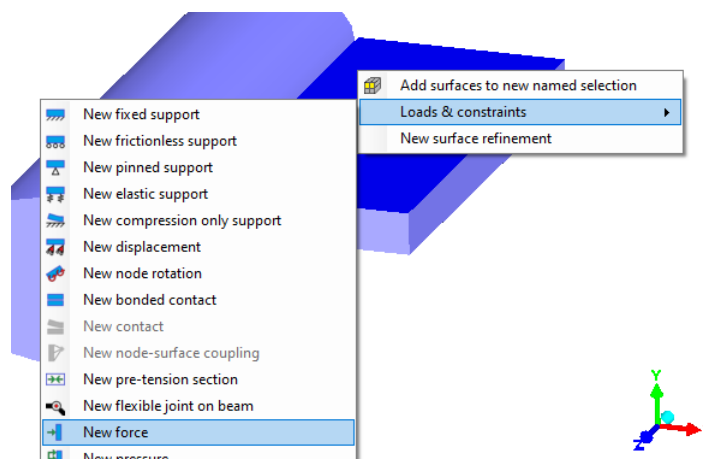 Add surfaces to new named selection
Loads & constraints
New surface refinement
New fixed support
New frictionless support
New pinned support
New elastic support
New compression only support
New displacement
New node rotation
New bonded contact
New contact
New node-surface coupling
New pre-tension section
New flexible joint on beam
New force
New pressure
Y
Z